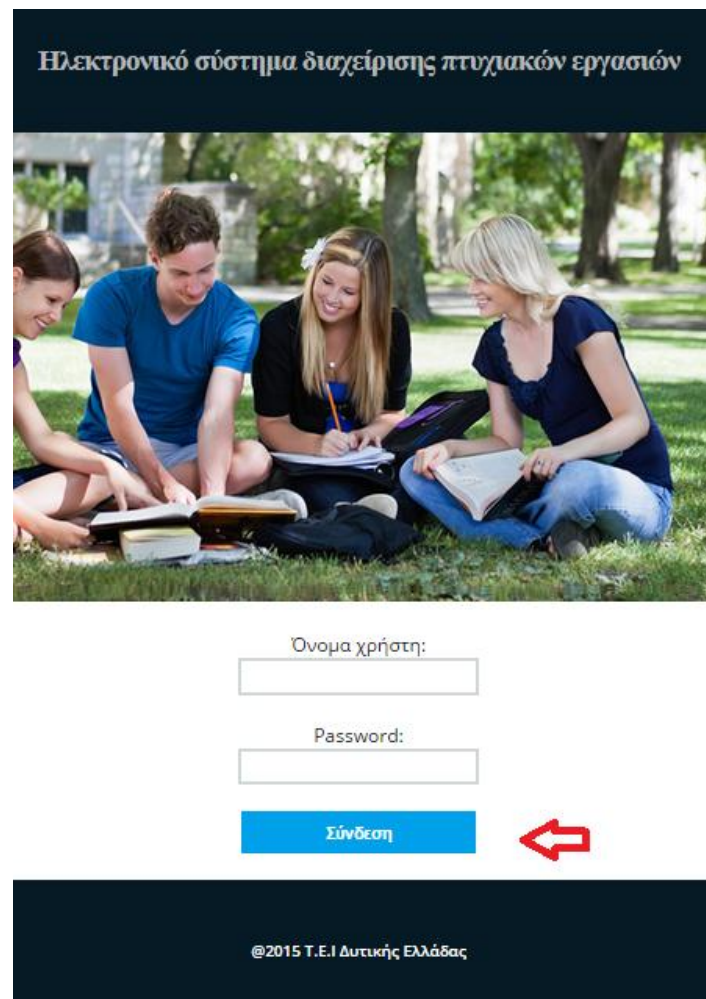 Ηλεκτρονικό σύστημα διαχείρισης πτυχιακών εργασιών
Όνομα χρήστη:
Password:
Σύνδεση
@2015 Τ.Ε.Ι Δυτικής Ελλάδας